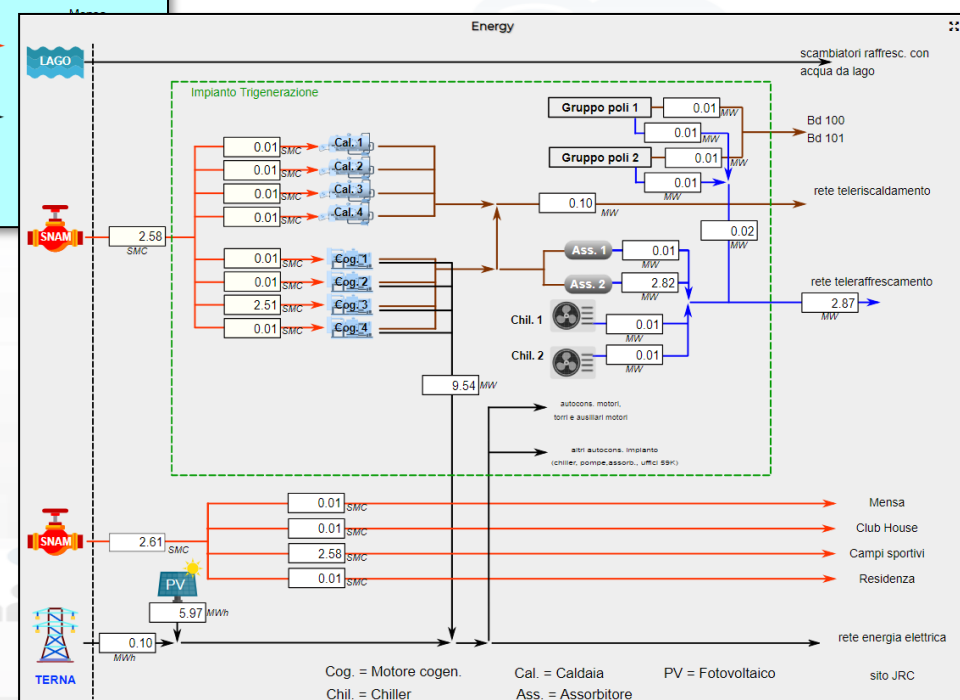 Energy
LAGO
scambiatori raffresc. con
acqua da lago
Impianto Trigenerazione
Gruppo poli 1
0.01
MW
0.01
MW
Bd 100
Bd 101
Gruppo poli 2
0.01
MW
0.01
MW
0.01
SMC
Cal. 1
0.01
SMC
Cal. 2
0.01
SMC
Cal. 3
0.01
SMC
Cal. 4
rete teleriscaldamento
0.10
MW
SNAM
2.58
SMC
0.02
MW
0.01
SMC
Cog. 1
0.01
SMC
Cog. 2
2.51
SMC
Cog. 3
0.01
SMC
Cog. 4
Ass. 1
0.01
MW
Ass. 2
2.82
MW
rete teleraffrescamento
2.87
MW
Chil. 1
0.01
MW
Chil. 2
0.01
MW
9.54
MW
autocons. motori,
torri e ausiliari motori
altri autocons. impianto
(chiller, pompe,assorb., uffici 59K)
SNAM
2.61
SMC
0.01
SMC
Mensa
0.01
SMC
Club House
2.58
SMC
Campi sportivi
0.01
SMC
Residenza
PV
5.97
MWh
0.10
MWh
TERNA
rete energia elettrica
sito JRC
Cog. = Motore cogen.
Cal. = Caldaia
PV = Fotovoltaico
Chil. = Chiller
Ass. = Assorbitore